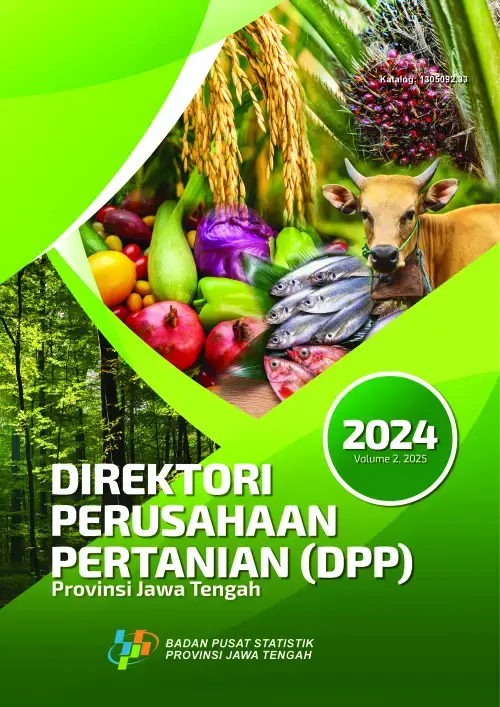 Katalog: 1305092.33
2024
Volume 2, 2025
DIREKTORI
PERUSAHAAN
PERTANIAN (DPP)
Provinsi Jawa Tengah
BADAN PUSAT STATISTIK
PROVINSI JAWA TENGAH